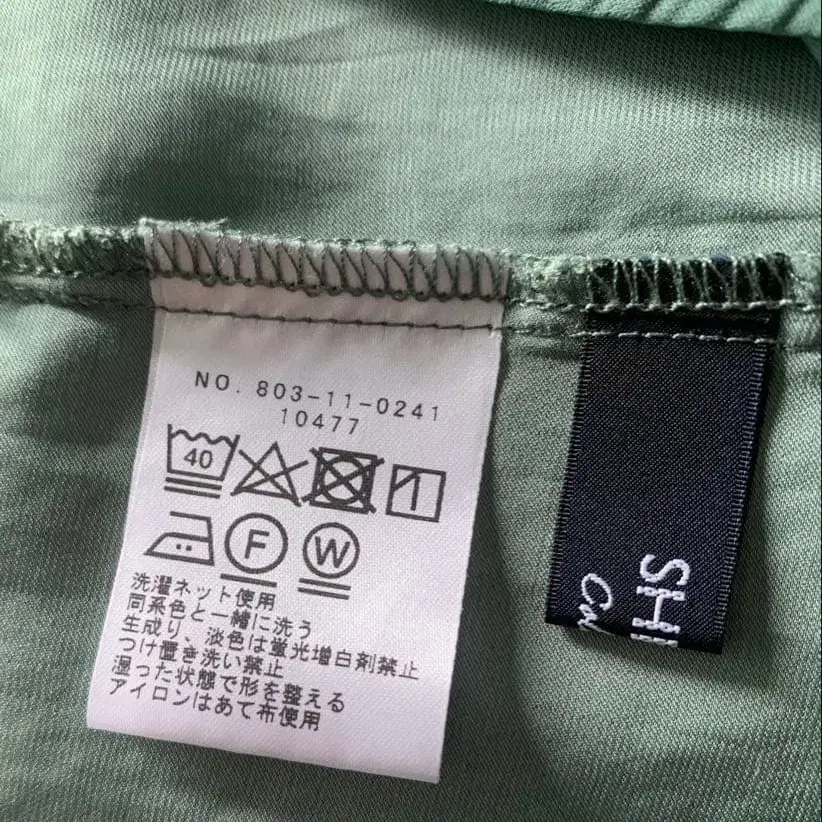 NO. 803-11-0241
10477
40
F W
洗濯ネット使用
同系色と一緒に洗う
生成り、淡色は蛍光増白剤禁止
つけ置き洗い禁止
湿った状態で形を整える
アイロンはあて布使用
SH
Ca